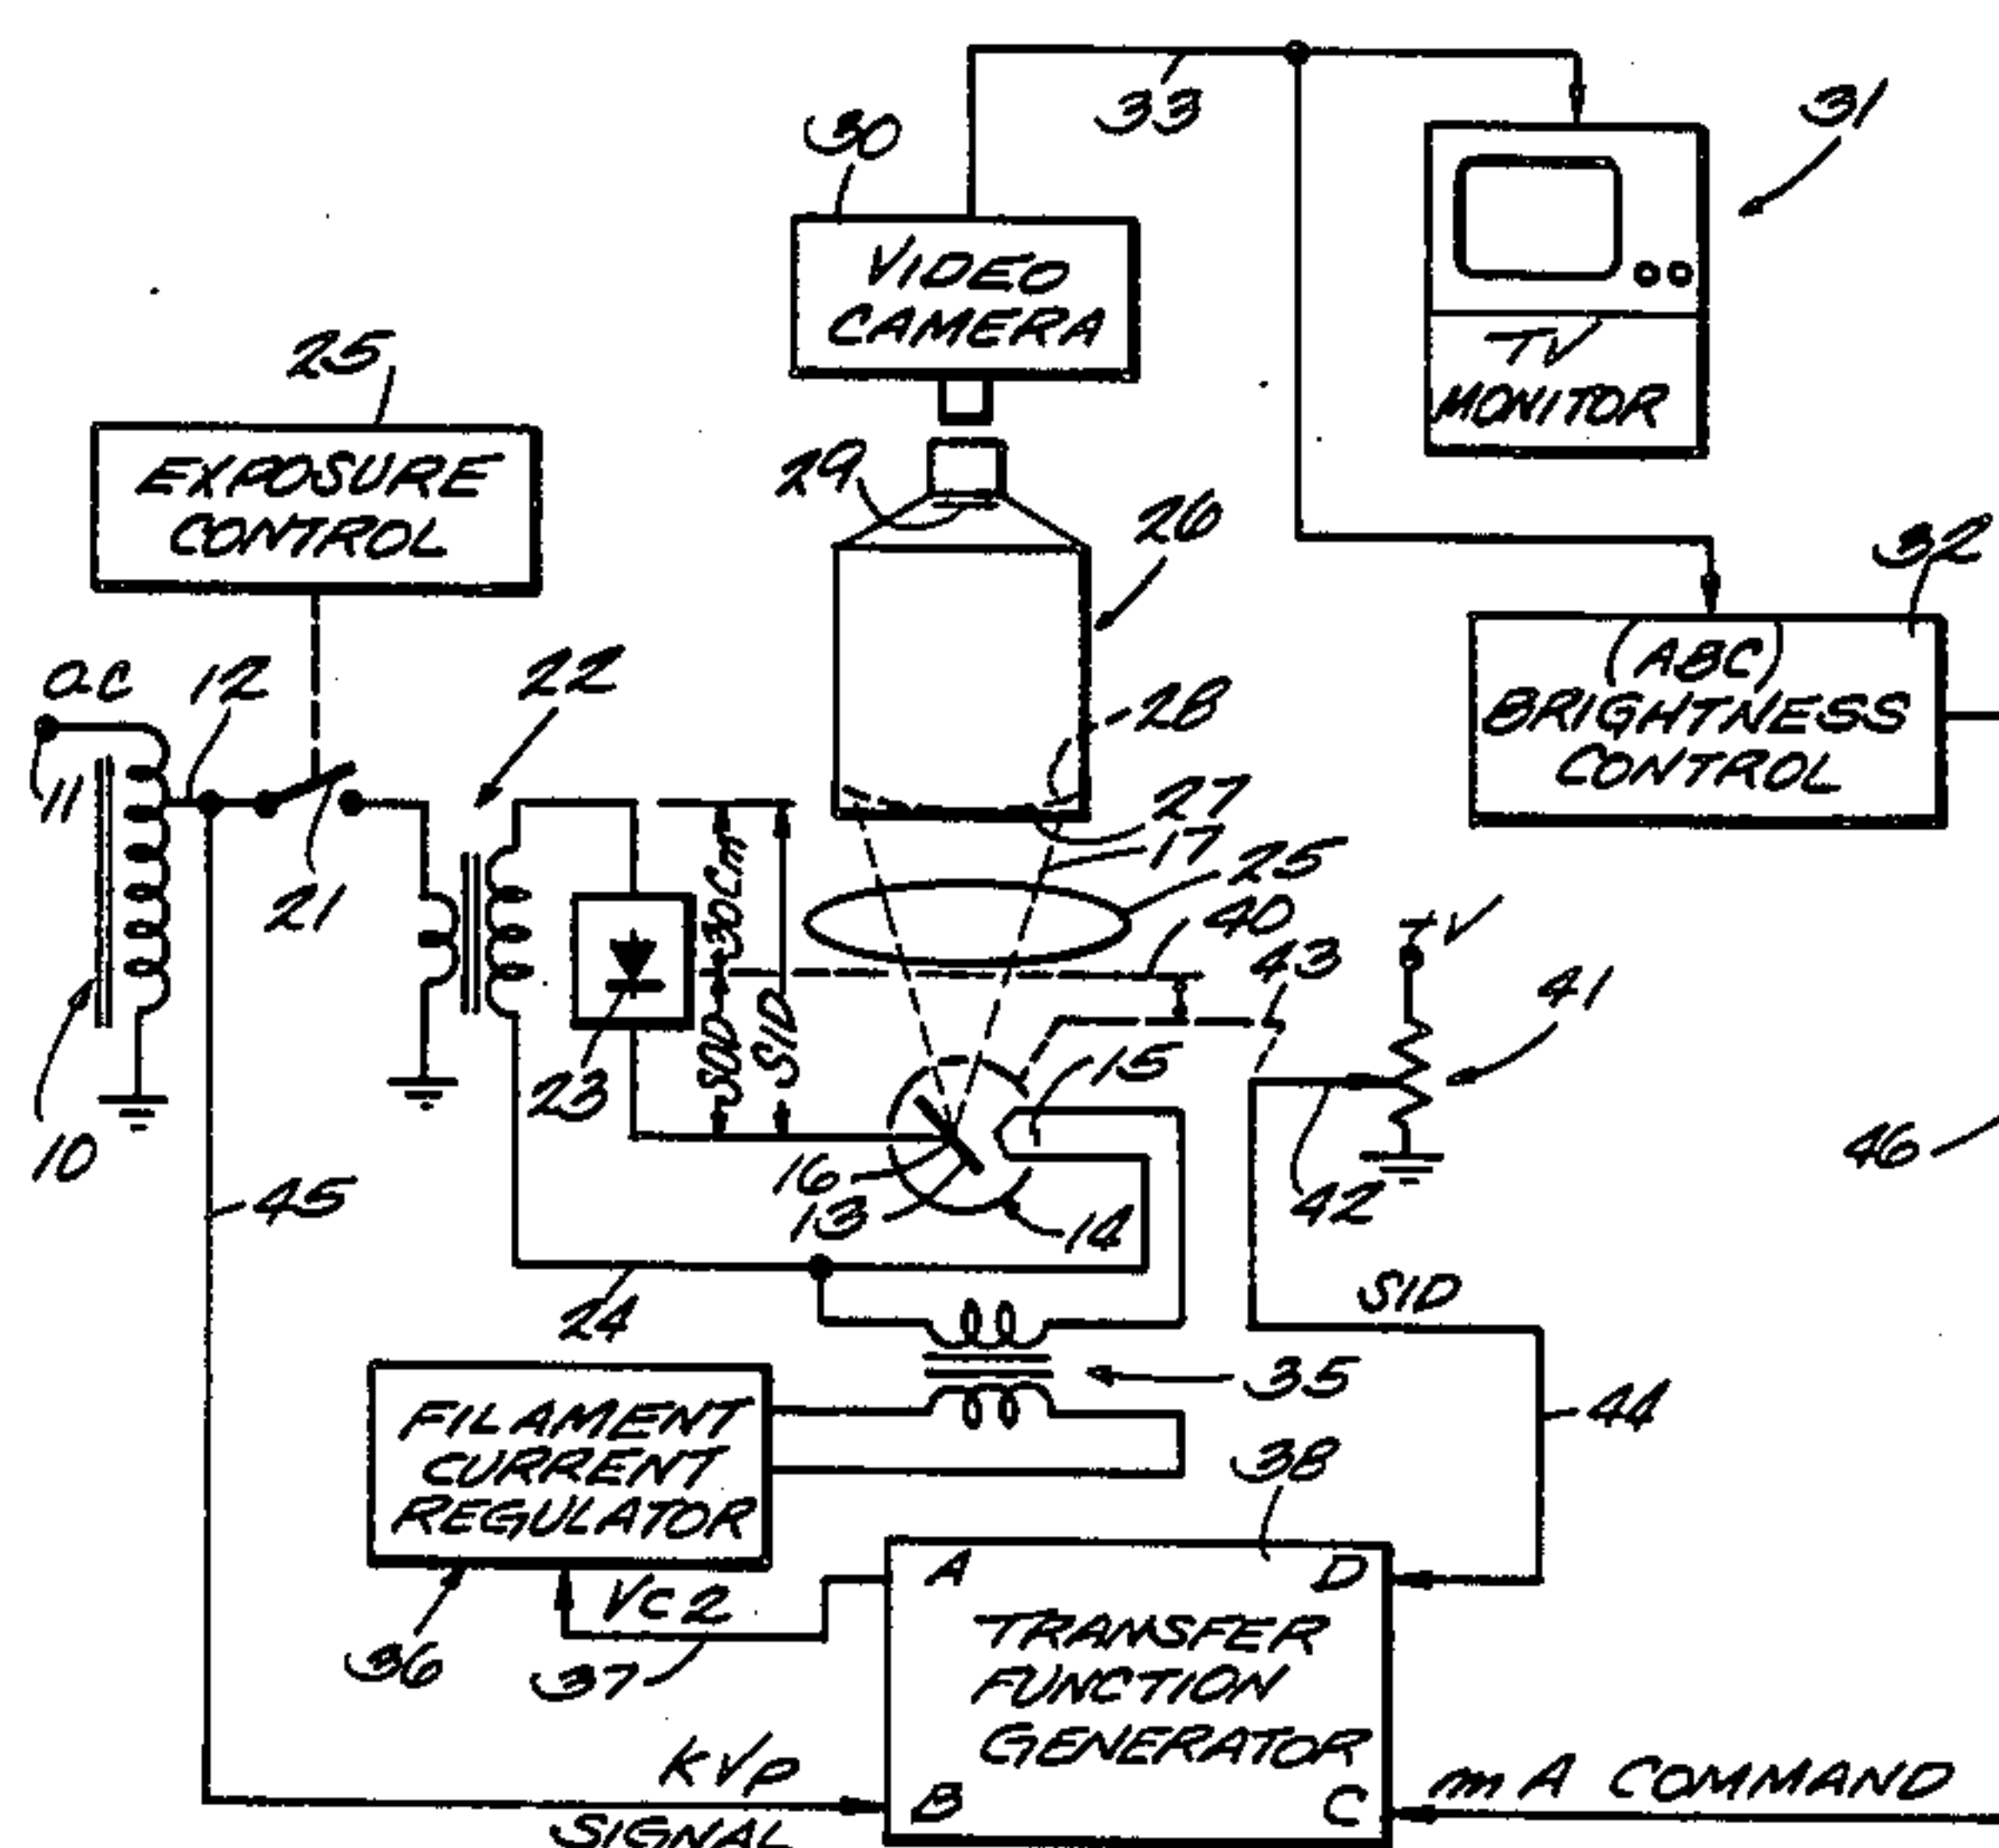 33
31
30
VIDEO
CAMERA
TV
MONITOR
25
EXPOSURE
CONTROL
29
26
32
(ABC)
BRIGHTNESS
CONTROL
ac
12
22
28
11
21
27
17
25
40
43
+V
41
30cm
SOD
SID
23
15
10
16
13
14
42
46
45
24
SID
35
44
FILAMENT
CURRENT
REGULATOR
38
36
VC2
37
A
D
TRANSFER
FUNCTION
GENERATOR
B
C
KVp
SIGNAL
mA COMMAND